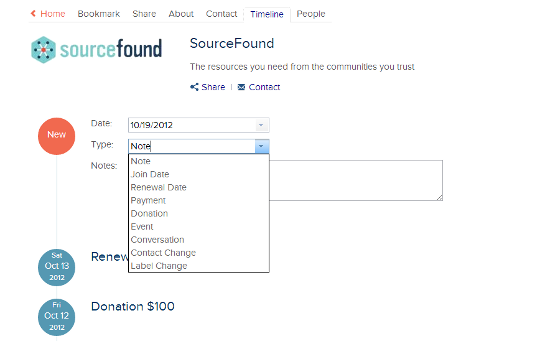 Home Bookmark Share About Contact Timeline People
sourcefound
SourceFound
The resources you need from the communities you trust
Share | Contact
New
Date: 10/19/2012
Type: Note
Notes:
Note
Join Date
Renewal Date
Payment
Donation
Event
Conversation
Contact Change
Label Change
Sat
Oct 13
2012
Renew
Fri
Oct 12
2012
Donation $100